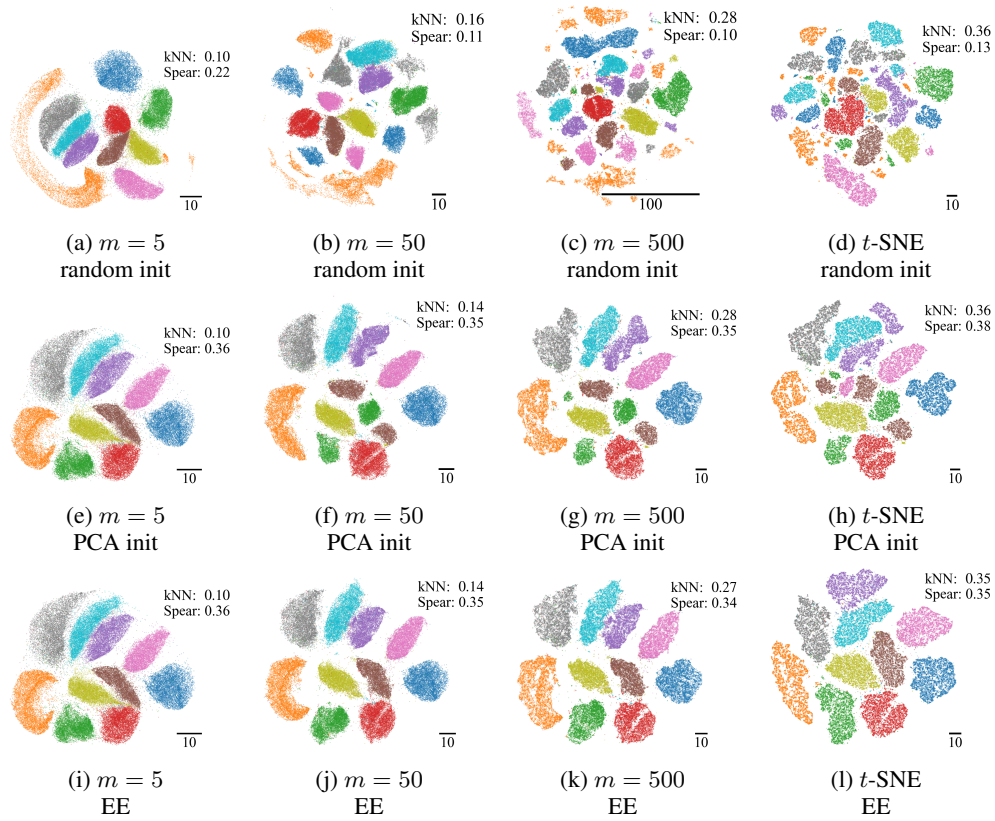 kNN: 0.10
Spear: 0.22
10
kNN: 0.16
Spear: 0.11
10
kNN: 0.28
Spear: 0.10
100
kNN: 0.36
Spear: 0.13
10
(a) m = 5
random init
(b) m = 50
random init
(c) m = 500
random init
(d) t-SNE
random init
kNN: 0.10
Spear: 0.36
10
kNN: 0.14
Spear: 0.35
10
kNN: 0.28
Spear: 0.35
10
kNN: 0.36
Spear: 0.38
10
(e) m = 5
PCA init
(f) m = 50
PCA init
(g) m = 500
PCA init
(h) t-SNE
PCA init
kNN: 0.10
Spear: 0.36
10
kNN: 0.14
Spear: 0.35
10
kNN: 0.27
Spear: 0.34
10
kNN: 0.35
Spear: 0.35
10
(i) m = 5
EE
(j) m = 50
EE
(k) m = 500
EE
(l) t-SNE
EE